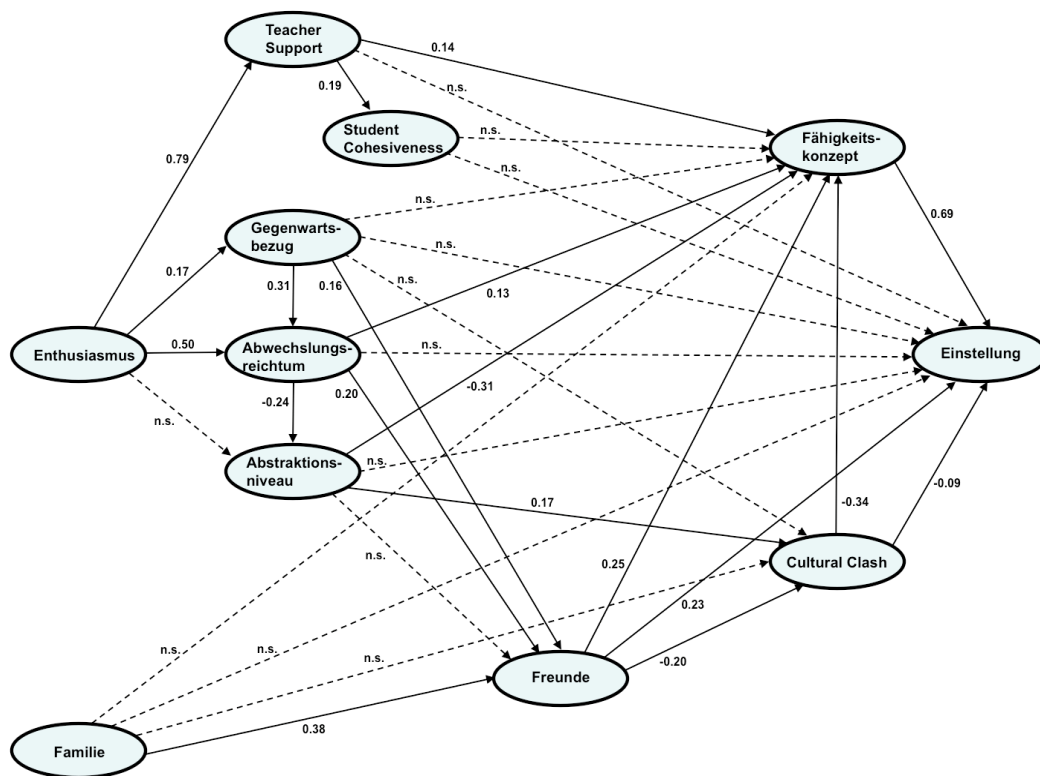 Teacher
Support
0.14
n.s.
0.19
Student
Cohesiveness
n.s.
Fähigkeits-
konzept
0.79
n.s.
n.s.
Gegenwarts-
bezug
n.s.
0.69
0.17
0.31
0.16
n.s.
0.13
Enthusiasmus
0.50
Abwechslungs-
reichtum
n.s.
Einstellung
-0.24
0.20
-0.31
n.s.
Abstraktions-
niveau
n.s.
0.17
-0.34
-0.09
n.s.
0.25
Cultural Clash
0.23
n.s.
n.s.
n.s.
-0.20
Freunde
0.38
Familie